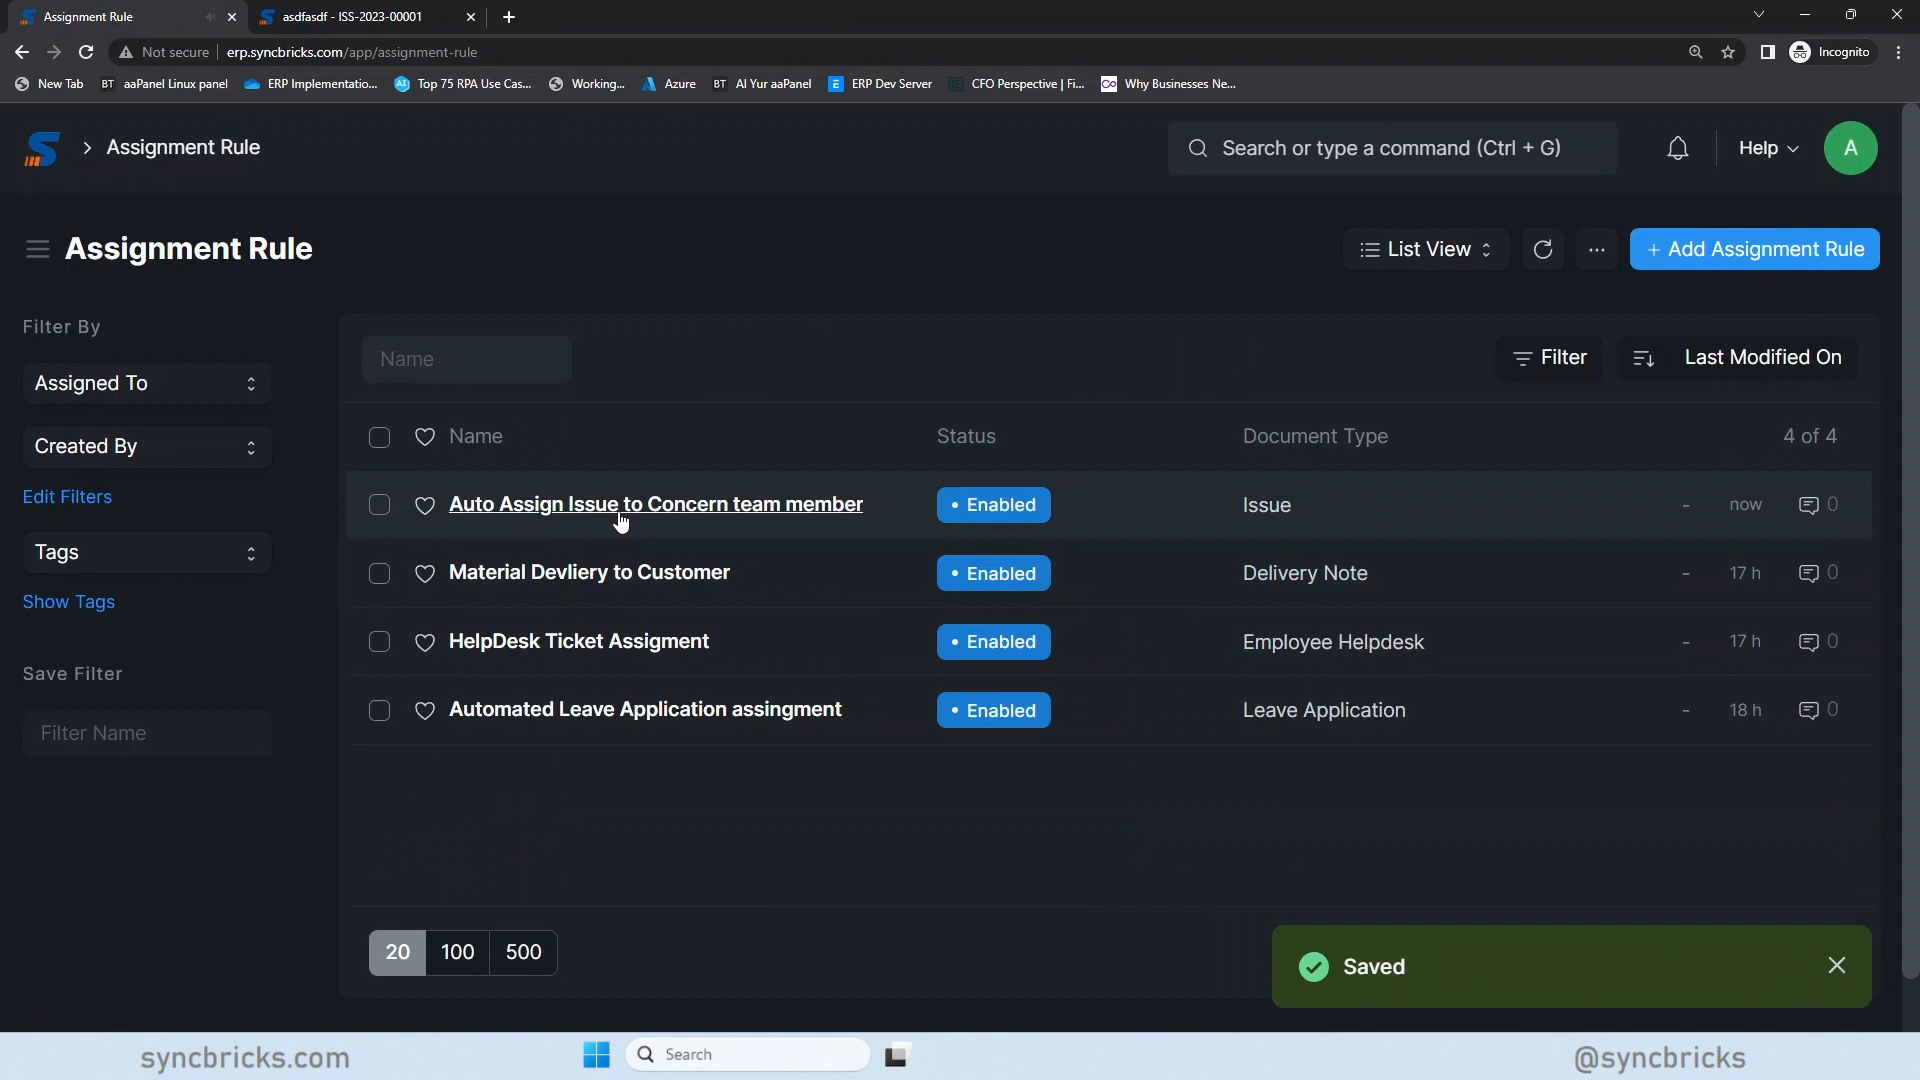 Assignment Rule
asdfasdf - ISS-2023-00001
Not secure erp.syncbricks.com/app/assignment-rule
Incognito
New Tab BT aaPanel Linux panel ERP Implementatio... Top 75 RPA Use Cas... Working... Azure BT Al Yur aaPanel ERP Dev Server CFO Perspective | Fi... Why Businesses Ne...
Assignment Rule
Search or type a command (Ctrl + G)
Help
A
Assignment Rule
List View
+ Add Assignment Rule
Filter By
Assigned To
Created By
Edit Filters
Tags
Show Tags
Save Filter
Filter Name
Name
Filter
Last Modified On
Name Status Document Type 4 of 4
Auto Assign Issue to Concern team member • Enabled Issue - now 0
Material Devliery to Customer • Enabled Delivery Note - 17 h 0
HelpDesk Ticket Assigment • Enabled Employee Helpdesk - 17 h 0
Automated Leave Application assingment • Enabled Leave Application - 18 h 0
20 100 500
Saved
syncbricks.com
Search
@syncbricks